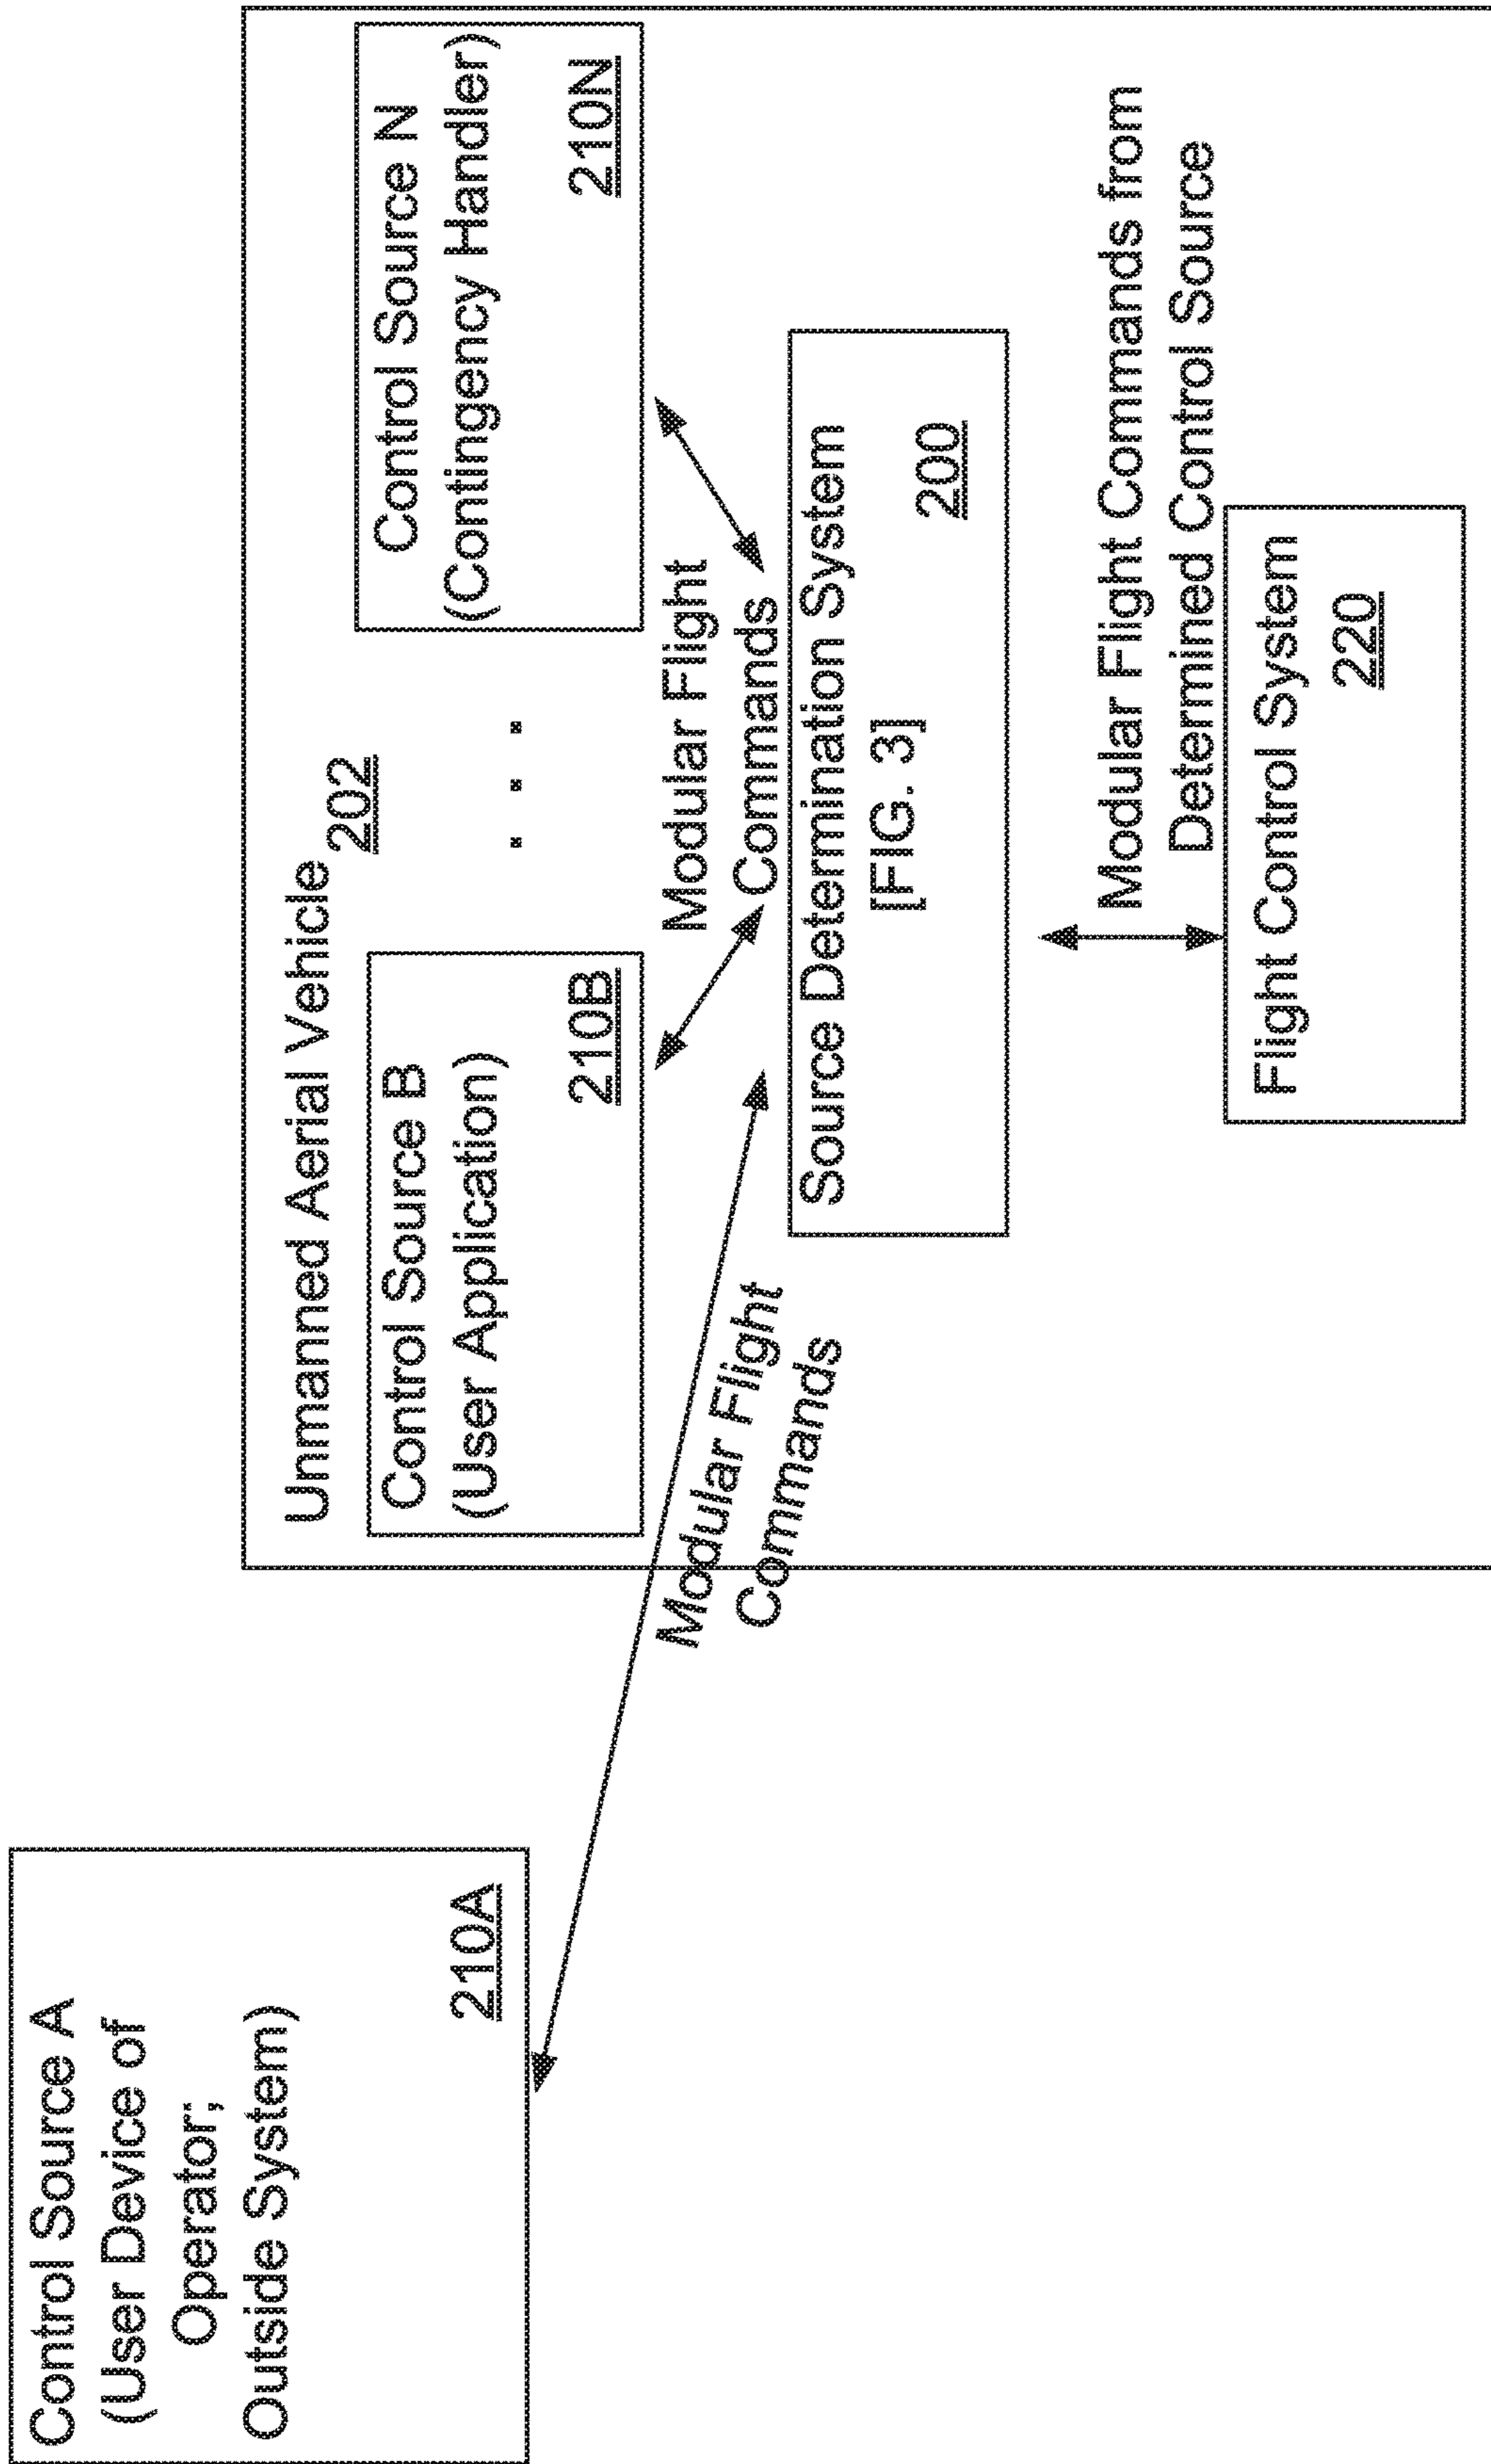 Control Source A
(User Device of
Operator;
Outside System)
210A
Unmanned Aerial Vehicle
202
Control Source B
(User Application)
210B
. . .
Control Source N
(Contingency Handler)
210N
Modular Flight
Commands
Modular Flight
Commands
Source Determination System
[FIG. 3]
200
Modular Flight Commands from
Determined Control Source
Flight Control System
220